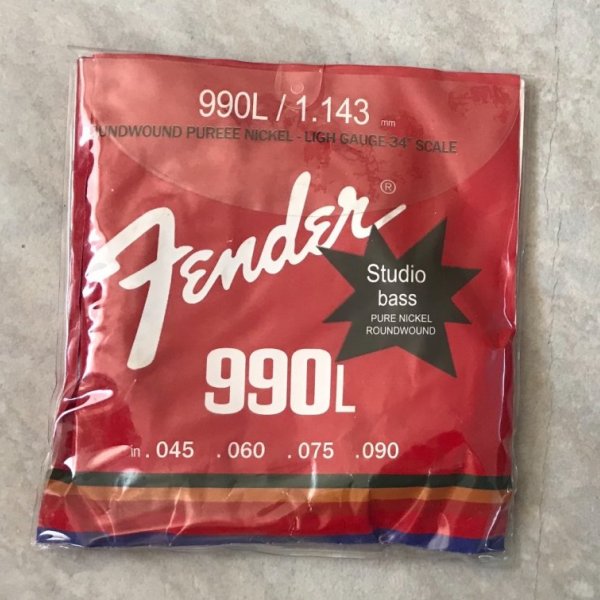 990L / 1.143 mm
UNDWOUND PUREEE NICKEL - LIGH GAUGE-34" SCALE
Fender®
Studio
bass
PURE NICKEL
ROUNDWOUND
990L
in .045 .060 .075 .090